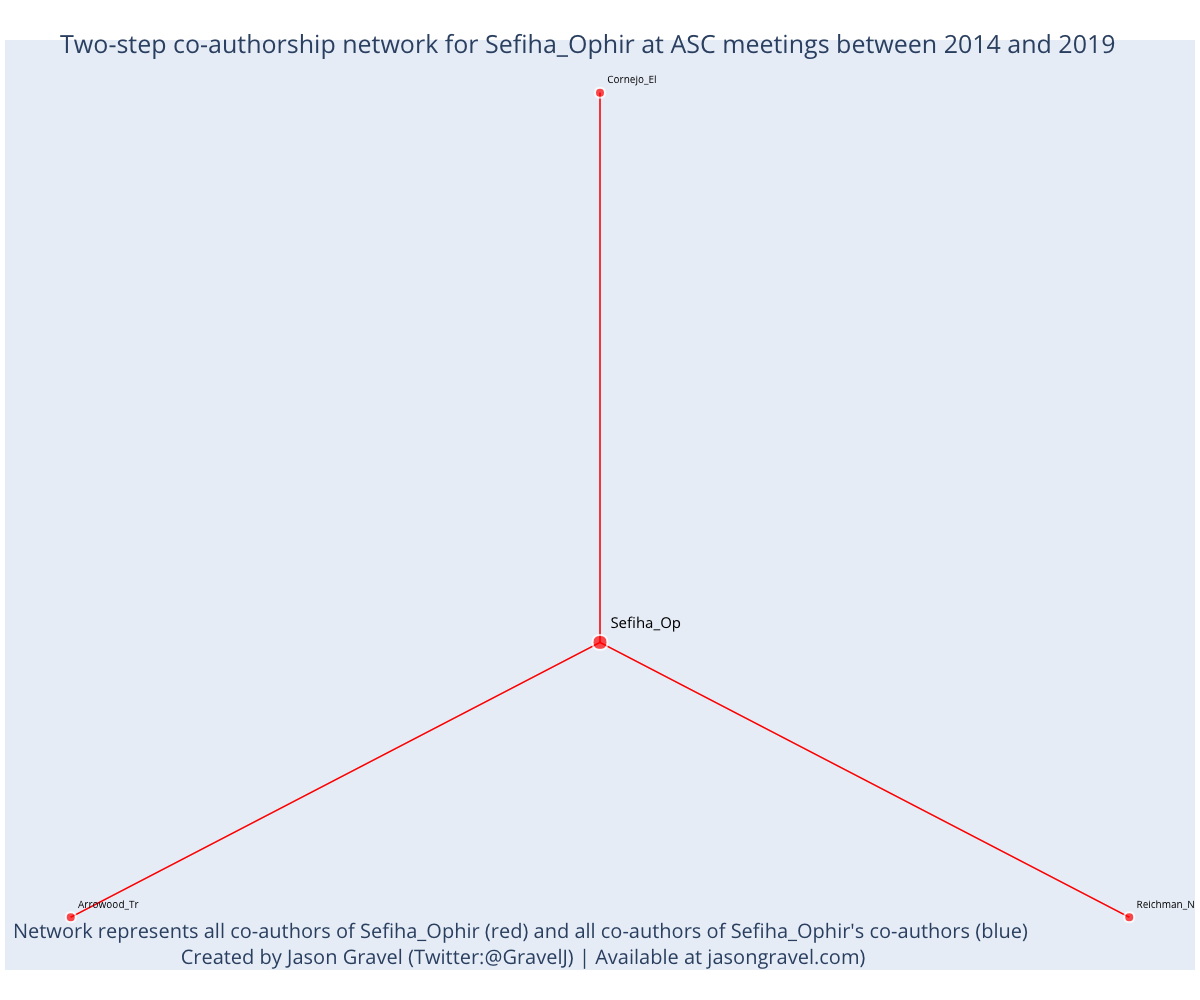 Two-step co-authorship network for Sefiha_Ophir at ASC meetings between 2014 and 2019
Cornejo_El
Sefiha_Op
Arrowood_Tr
Reichman_N
Network represents all co-authors of Sefiha_Ophir (red) and all co-authors of Sefiha_Ophir's co-authors (blue)
Created by Jason Gravel (Twitter:@GravelJ) | Available at jasongravel.com)